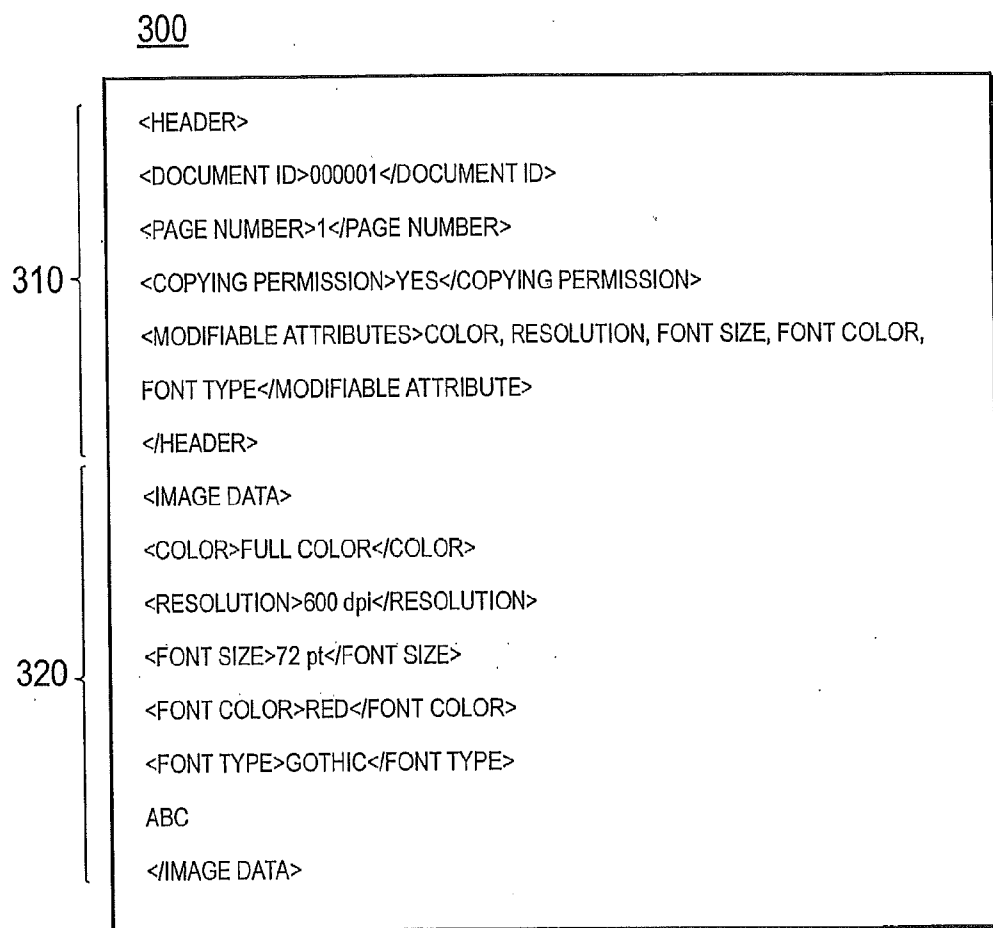 300
<HEADER>
<DOCUMENT ID>000001</DOCUMENT ID>
<PAGE NUMBER>1</PAGE NUMBER>
310
<COPYING PERMISSION>YES</COPYING PERMISSION>
<MODIFIABLE ATTRIBUTES>COLOR, RESOLUTION, FONT SIZE, FONT COLOR,
FONT TYPE</MODIFIABLE ATTRIBUTE>
</HEADER>
<IMAGE DATA>
<COLOR>FULL COLOR</COLOR>
<RESOLUTION>600 dpi</RESOLUTION>
<FONT SIZE>72 pt</FONT SIZE>
320
<FONT COLOR>RED</FONT COLOR>
<FONT TYPE>GOTHIC</FONT TYPE>
ABC
</IMAGE DATA>